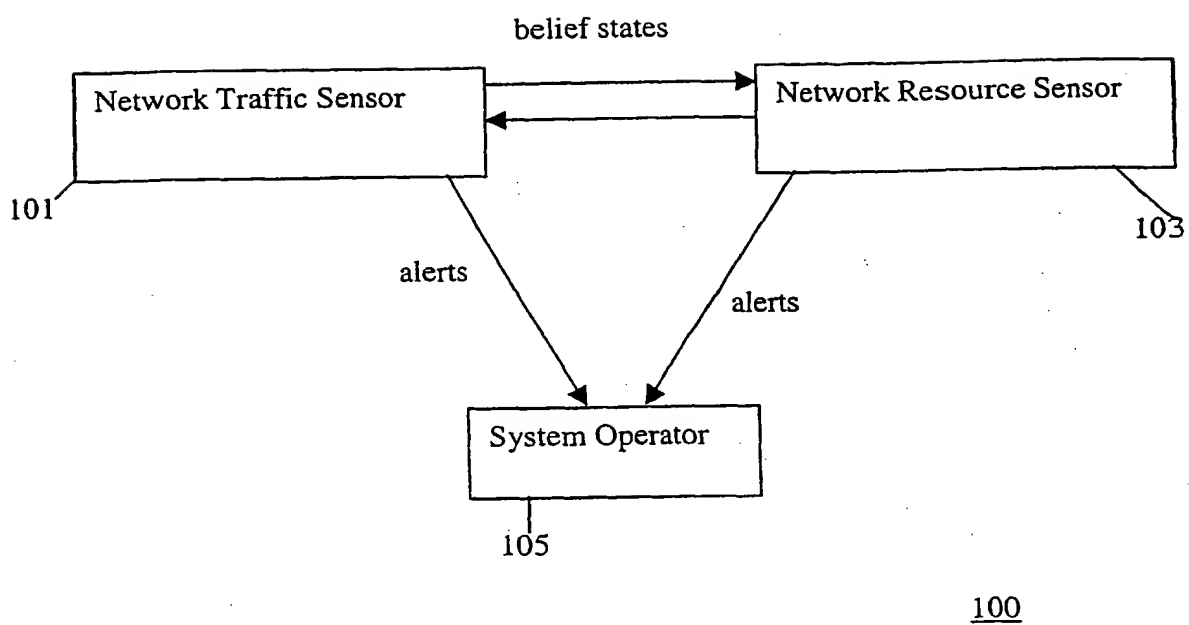 belief states
Network Traffic Sensor
Network Resource Sensor
101
103
alerts
alerts
System Operator
105
100